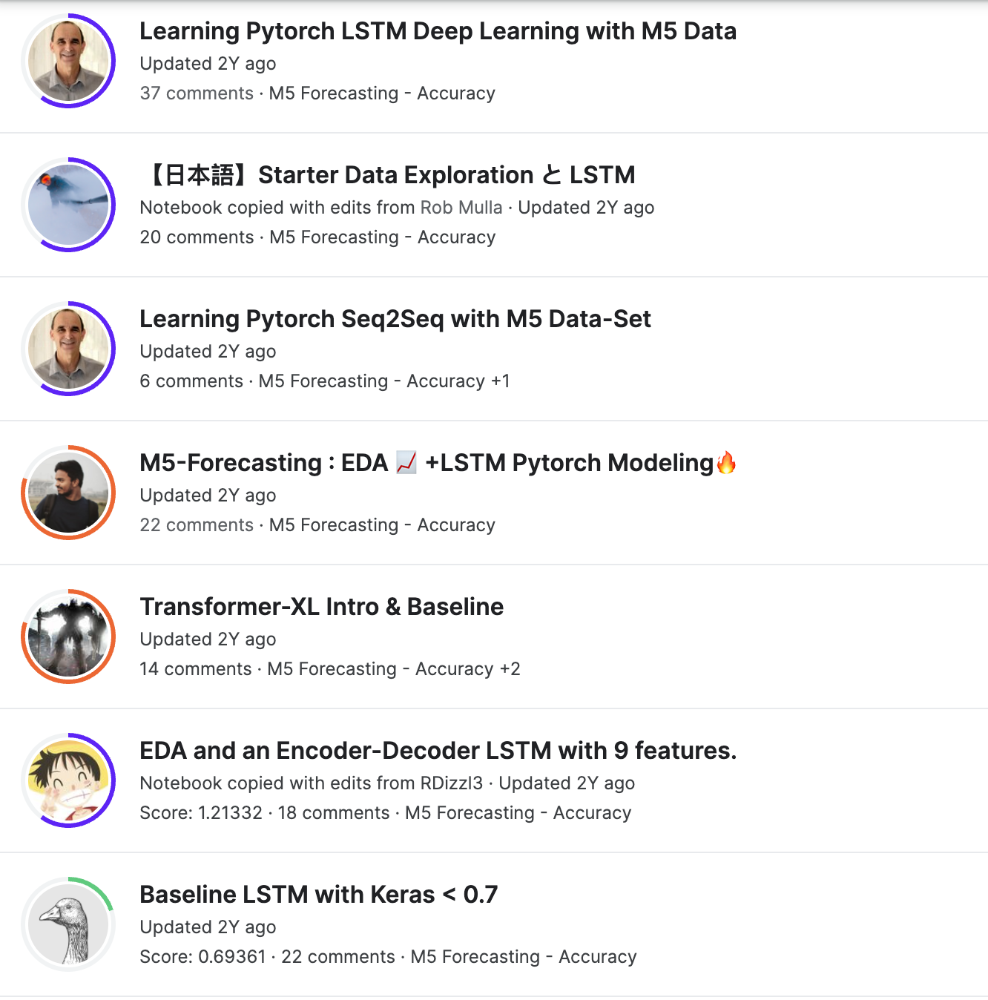 Learning Pytorch LSTM Deep Learning with M5 Data
Updated 2Y ago
37 comments · M5 Forecasting - Accuracy
【日本語】Starter Data Exploration と LSTM
Notebook copied with edits from Rob Mulla · Updated 2Y ago
20 comments · M5 Forecasting - Accuracy
Learning Pytorch Seq2Seq with M5 Data-Set
Updated 2Y ago
6 comments · M5 Forecasting - Accuracy +1
M5-Forecasting : EDA 📈 +LSTM Pytorch Modeling🔥
Updated 2Y ago
22 comments · M5 Forecasting - Accuracy
Transformer-XL Intro & Baseline
Updated 2Y ago
14 comments · M5 Forecasting - Accuracy +2
EDA and an Encoder-Decoder LSTM with 9 features.
Notebook copied with edits from RDizzl3 · Updated 2Y ago
Score: 1.21332 · 18 comments · M5 Forecasting - Accuracy
Baseline LSTM with Keras < 0.7
Updated 2Y ago
Score: 0.69361 · 22 comments · M5 Forecasting - Accuracy